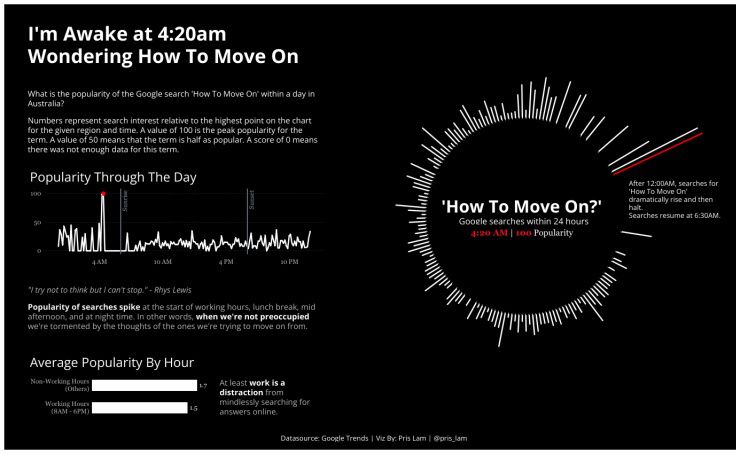 I'm Awake at 4:20am
Wondering How To Move On
What is the popularity of the Google search 'How To Move On' within a day in
Australia?
Numbers represent search interest relative to the highest point on the chart
for the given region and time. A value of 100 is the peak popularity for the
term. A value of 50 means that the term is half as popular. A score of 0 means
there was not enough data for this term.
Popularity Through The Day
100
50
0
Sunrise
Sunset
4 AM
10 AM
4 PM
10 PM
"I try not to think but I can't stop." - Rhys Lewis
Popularity of searches spike at the start of working hours, lunch break, mid
afternoon, and at night time. In other words, when we're not preoccupied
we're tormented by the thoughts of the ones we're trying to move on from.
Average Popularity By Hour
Non-Working Hours
(Others)
1.7
Working Hours
(8AM - 6PM)
1.5
At least work is a
distraction from
mindlessly searching for
answers online.
'How To Move On?'
Google searches within 24 hours
4:20 AM | 100 Popularity
After 12:00AM, searches for
'How To Move On'
dramatically rise and then
halt.
Searches resume at 6:30AM.
Datasource: Google Trends | Viz By: Pris Lam | @pris_lam